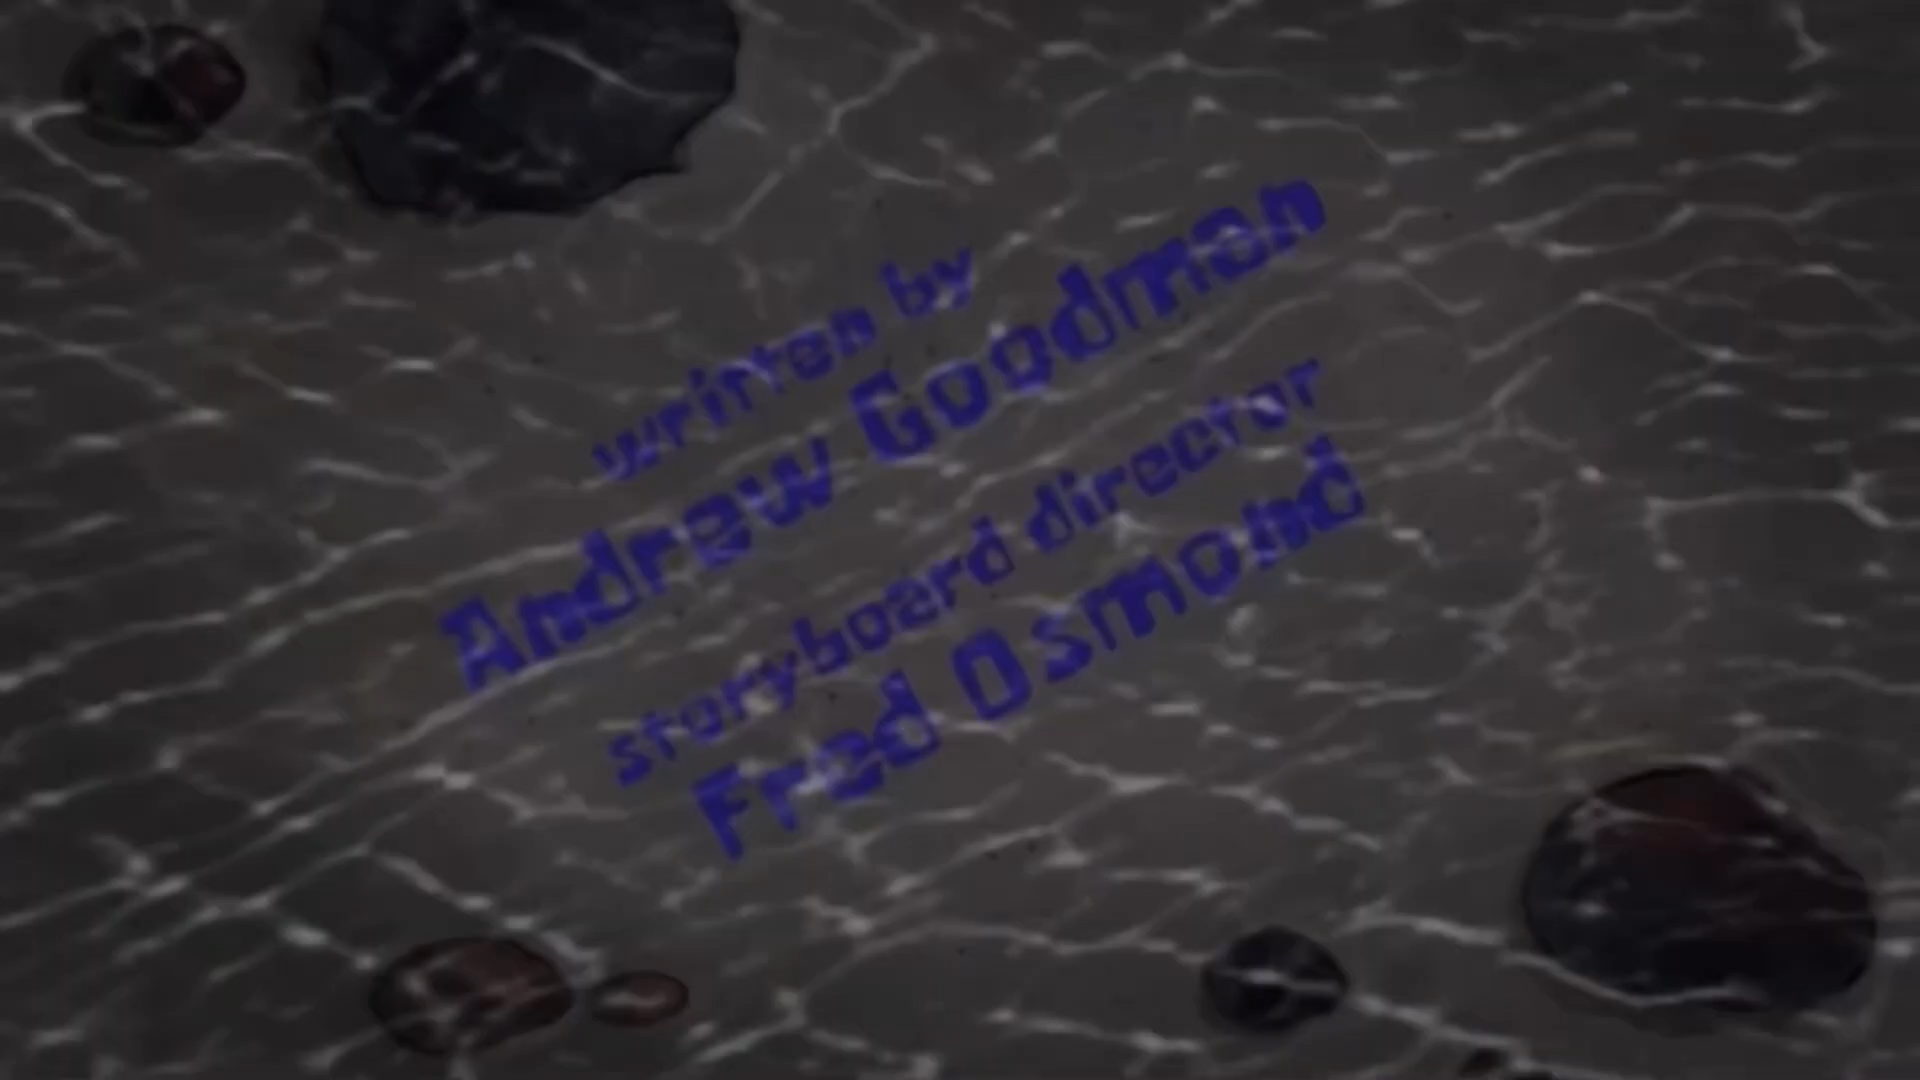 written by
Andrew Goodman
storyboard director
Fred Osmond